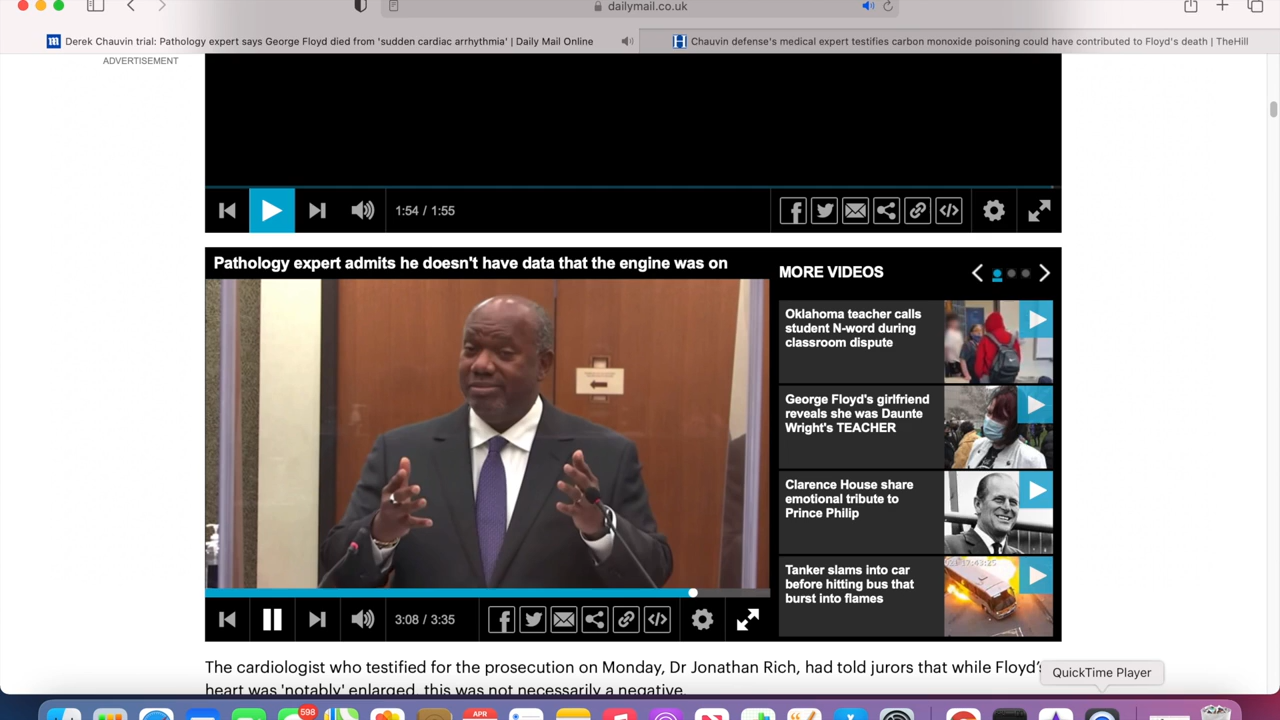 dailymail.co.uk
Derek Chauvin trial: Pathology expert says George Floyd died from 'sudden cardiac arrhythmia' | Daily Mail Online
Chauvin defense's medical expert testifies carbon monoxide poisoning could have contributed to Floyd's death | TheHill
ADVERTISEMENT
1:54 / 1:55
Pathology expert admits he doesn't have data that the engine was on
MORE VIDEOS
Oklahoma teacher calls
student N-word during
classroom dispute
George Floyd's girlfriend
reveals she was Daunte
Wright's TEACHER
Clarence House share
emotional tribute to
Prince Philip
Tanker slams into car
before hitting bus that
burst into flames
3:08 / 3:35
The cardiologist who testified for the prosecution on Monday, Dr Jonathan Rich, had told jurors that while Floyd's
heart was 'notably' enlarged, this was not necessarily a negative.
QuickTime Player
598
APR